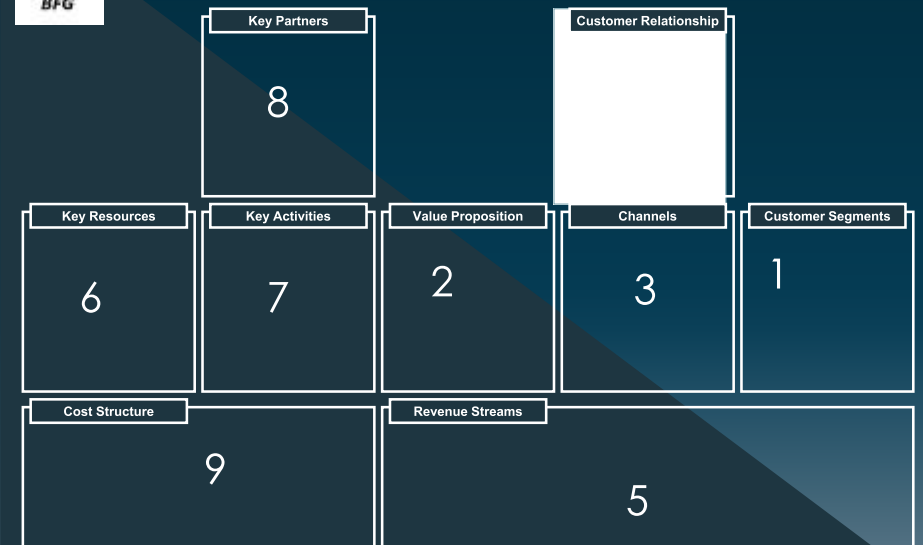 BFG
Key Partners
Customer Relationship
8
Key Resources
Key Activities
Value Proposition
Channels
Customer Segments
6
7
2
3
1
Cost Structure
Revenue Streams
9
5